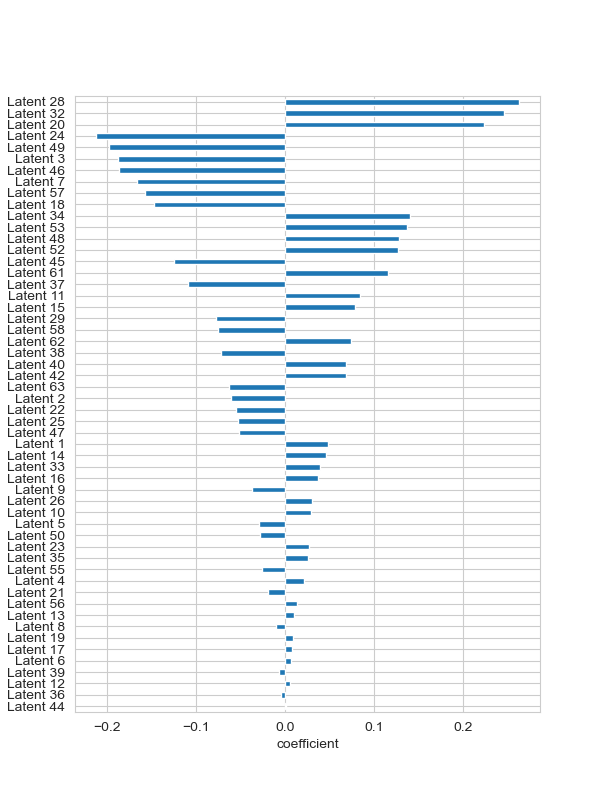 Latent 28
Latent 32
Latent 20
Latent 24
Latent 49
Latent 3
Latent 46
Latent 7
Latent 57
Latent 18
Latent 34
Latent 53
Latent 48
Latent 52
Latent 45
Latent 61
Latent 37
Latent 11
Latent 15
Latent 29
Latent 58
Latent 62
Latent 38
Latent 40
Latent 42
Latent 63
Latent 2
Latent 22
Latent 25
Latent 47
Latent 1
Latent 14
Latent 33
Latent 16
Latent 9
Latent 26
Latent 10
Latent 5
Latent 50
Latent 23
Latent 35
Latent 55
Latent 4
Latent 21
Latent 56
Latent 13
Latent 8
Latent 19
Latent 17
Latent 6
Latent 39
Latent 12
Latent 36
Latent 44
−0.2 −0.1 0.0 0.1 0.2
coefficient